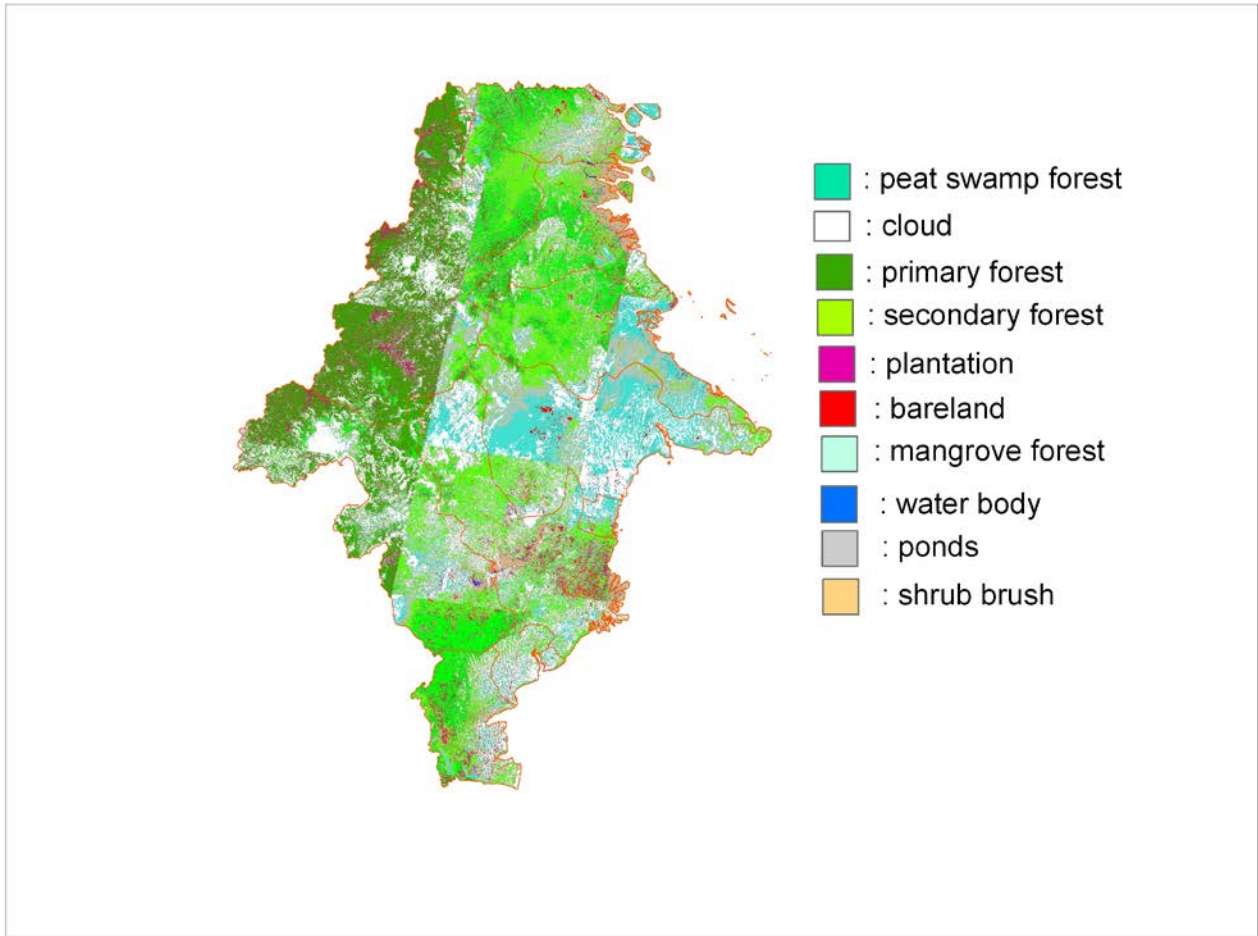 : peat swamp forest
: cloud
: primary forest
: secondary forest
: plantation
: bareland
: mangrove forest
: water body
: ponds
: shrub brush